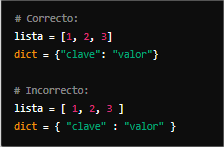 # Correcto:
lista = [1, 2, 3]
dict = {"clave": "valor"}
# Incorrecto:
lista = [ 1, 2, 3 ]
dict = { "clave" : "valor" }